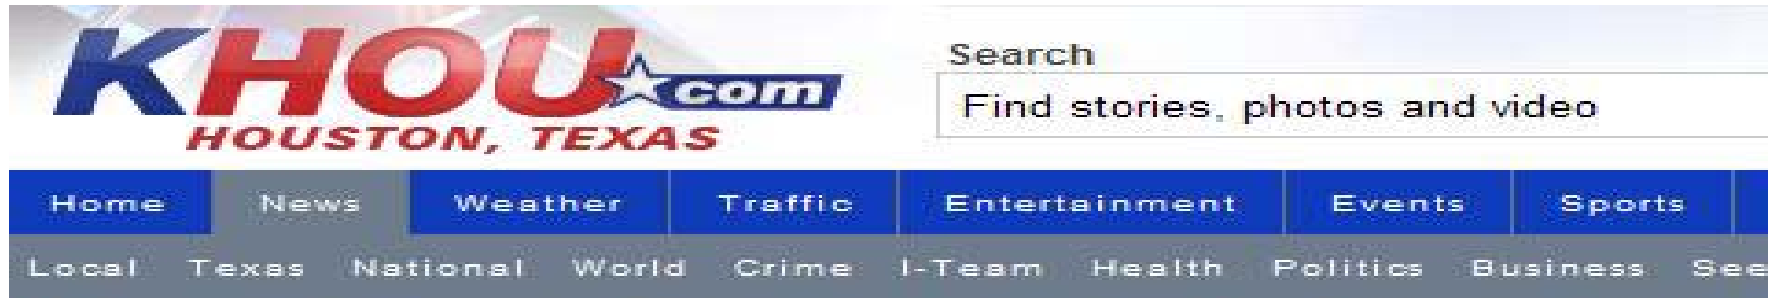 KHOU.com
HOUSTON, TEXAS
Search
Find stories, photos and video
Home News Weather Traffic Entertainment Events Sports
Local Texas National World Crime I-Team Health Politics Business See